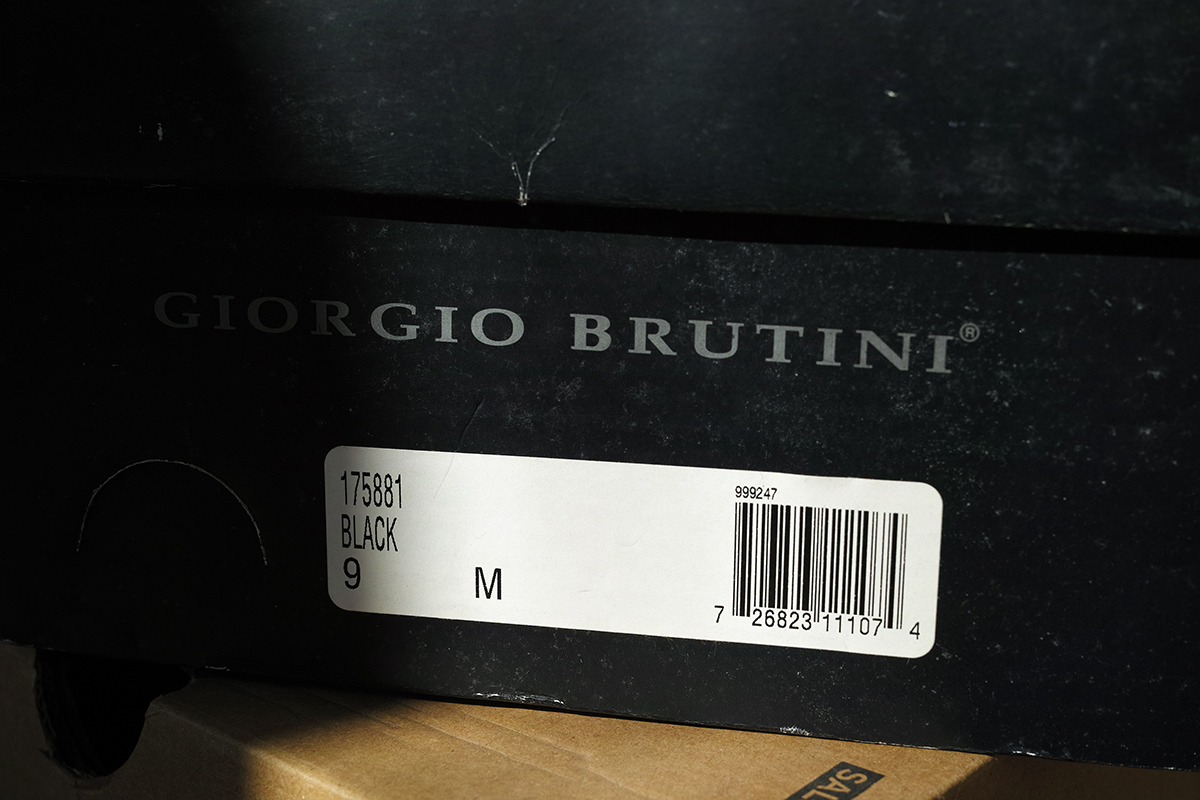 GIORGIO BRUTINI®
175881
BLACK
9 M
999247
7 26823 11107 4